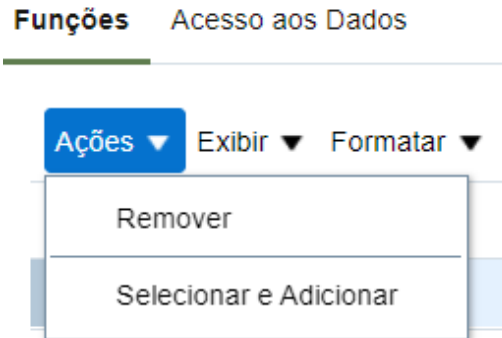 Funções Acesso aos Dados
Ações Exibir Formatar
Remover
Selecionar e Adicionar